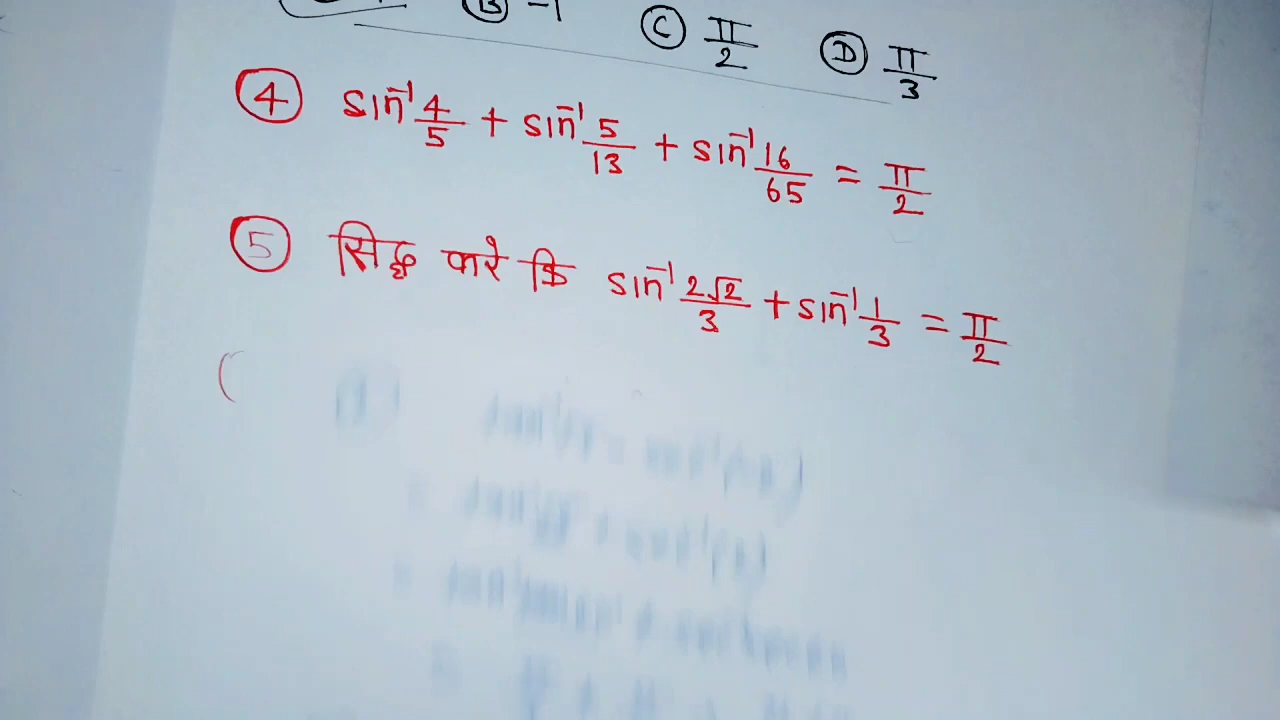 Ⓑ -1 Ⓒ π/2 Ⓓ π/3
④ sin⁻¹ 4/5 + sin⁻¹ 5/13 + sin⁻¹ 16/65 = π/2
⑤ सिद्ध करे कि sin⁻¹ 2√2/3 + sin⁻¹ 1/3 = π/2